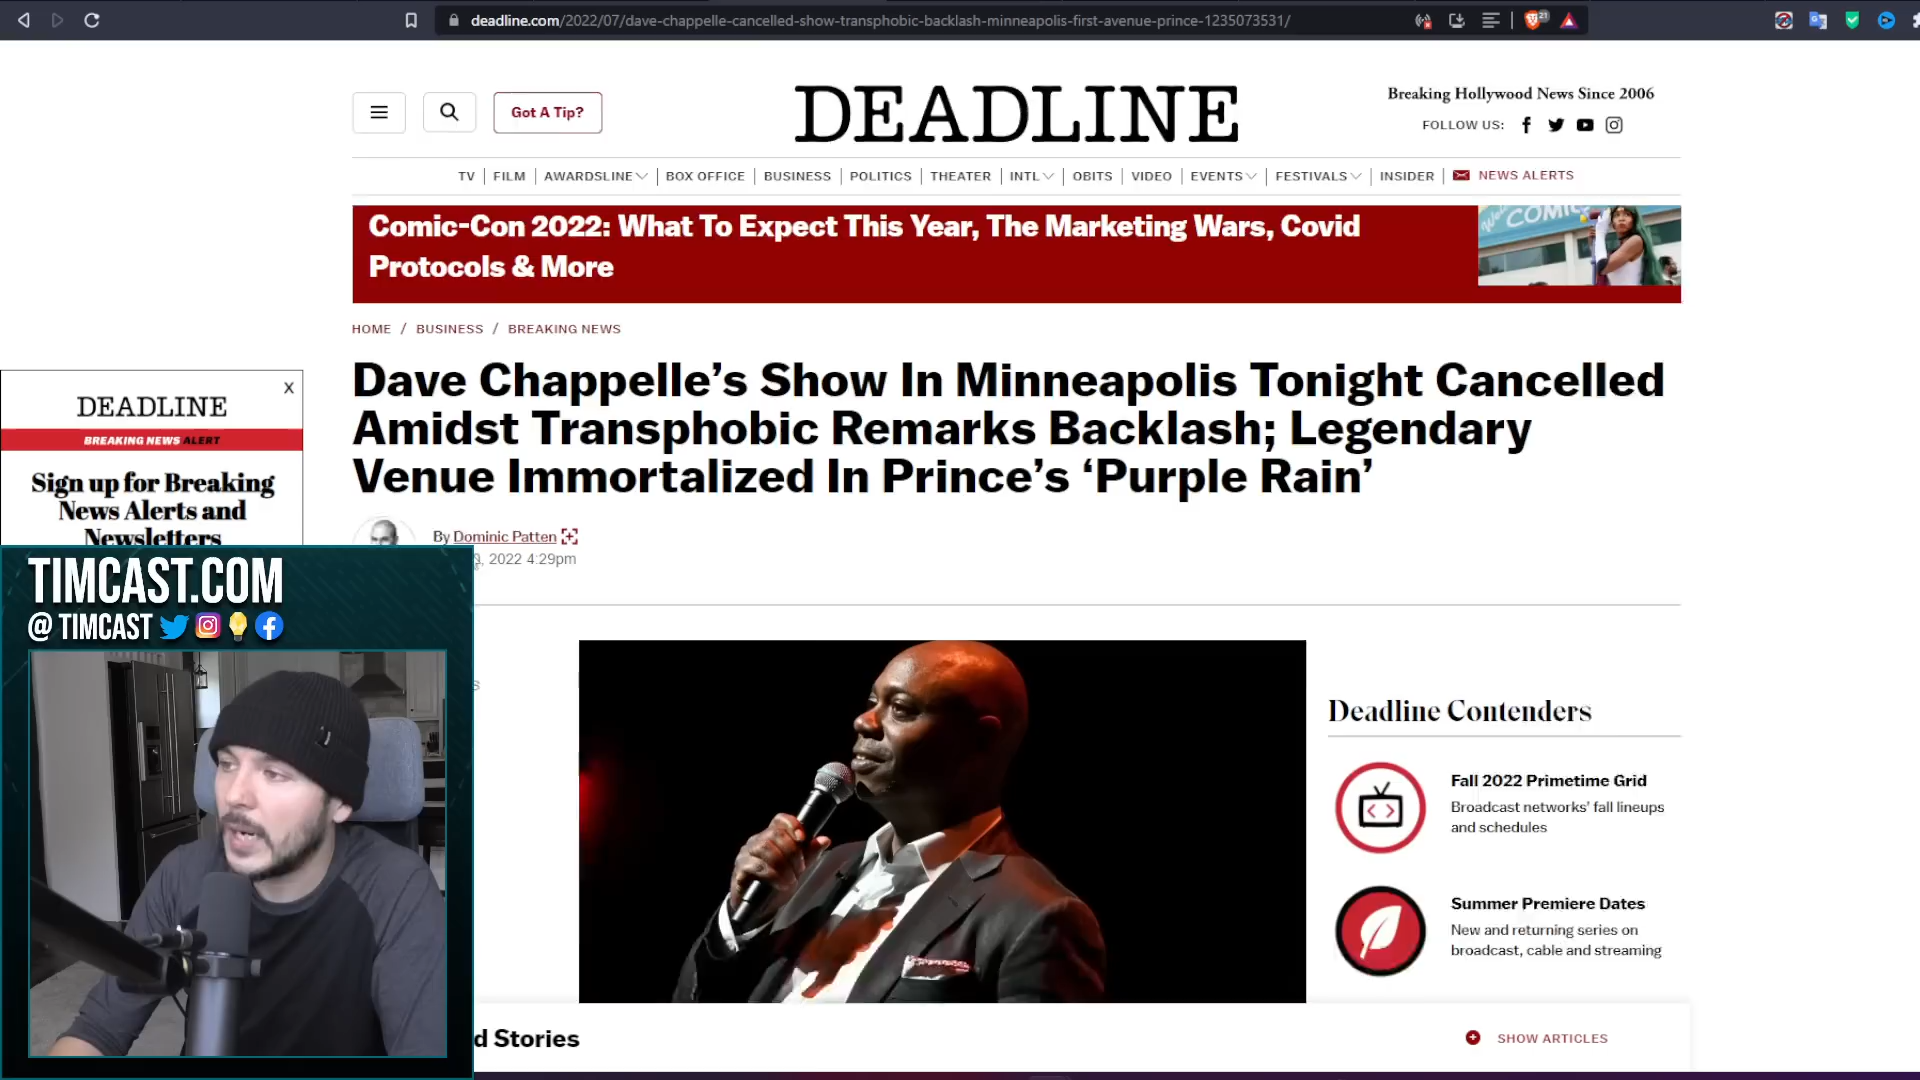 deadline.com/2022/07/dave-chappelle-cancelled-show-transphobic-backlash-minneapolis-first-avenue-prince-1235073531/
21
Got A Tip?
DEADLINE
Breaking Hollywood News Since 2006
FOLLOW US:
TV | FILM | AWARDSLINE | BOX OFFICE | BUSINESS | POLITICS | THEATER | INTL | OBITS | VIDEO | EVENTS | FESTIVALS | INSIDER | NEWS ALERTS
Comic-Con 2022: What To Expect This Year, The Marketing Wars, Covid
Protocols & More
COMIC
HOME / BUSINESS / BREAKING NEWS
Dave Chappelle’s Show In Minneapolis Tonight Cancelled
Amidst Transphobic Remarks Backlash; Legendary
Venue Immortalized In Prince’s ‘Purple Rain’
By Dominic Patten
, 2022 4:29pm
X
DEADLINE
BREAKING NEWS ALERT
Sign up for Breaking
News Alerts and
Newsletters
TIMCAST.COM
@ TIMCAST
s
Deadline Contenders
Fall 2022 Primetime Grid
Broadcast networks’ fall lineups
and schedules
Summer Premiere Dates
New and returning series on
broadcast, cable and streaming
d Stories
SHOW ARTICLES